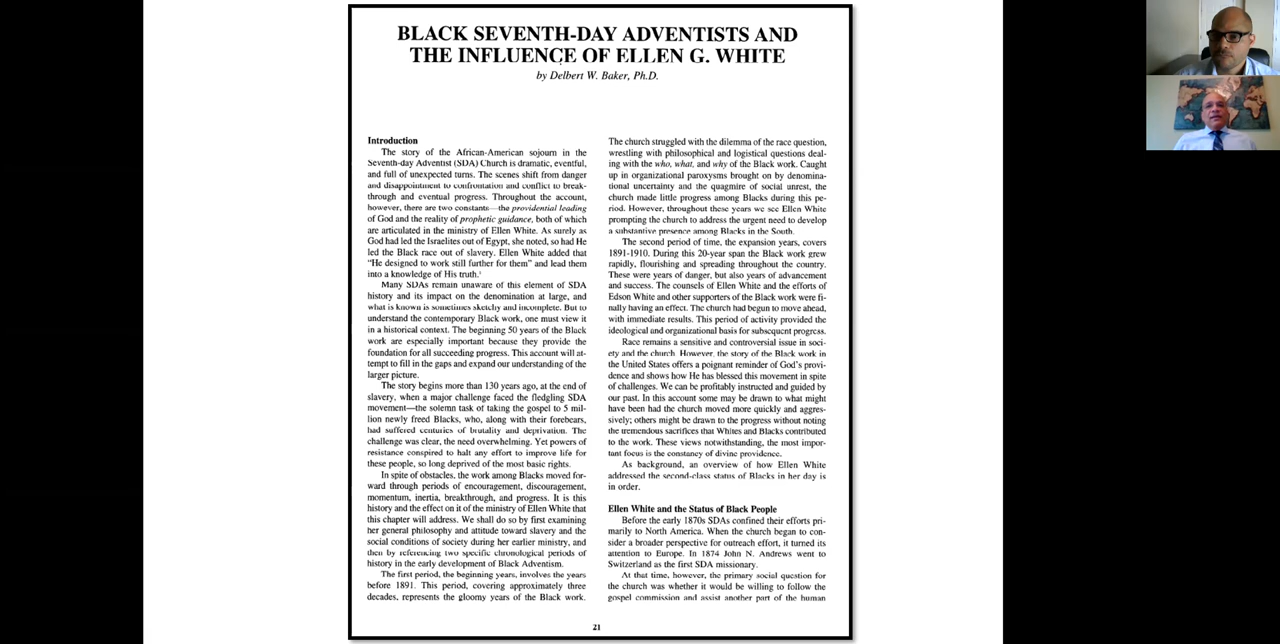 BLACK SEVENTH-DAY ADVENTISTS AND
THE INFLUENCE OF ELLEN G. WHITE
by Delbert W. Baker, Ph.D.
Introduction
The story of the African-American sojourn in the
Seventh-day Adventist (SDA) Church is dramatic, eventful,
and full of unexpected turns. The scenes shift from danger
and disappointment to confrontation and conflict to break-
through and eventual progress. Throughout the account,
however, there are two constants—the providential leading
of God and the reality of prophetic guidance, both of which
are articulated in the ministry of Ellen White. As surely as
God had led the Israelites out of Egypt, she noted, so had He
led the Black race out of slavery. Ellen White added that
"He designed to work still further for them" and lead them
into a knowledge of His truth.¹
Many SDAs remain unaware of this element of SDA
history and its impact on the denomination at large, and
what is known is sometimes sketchy and incomplete. But to
understand the contemporary Black work, one must view it
in a historical context. The beginning 50 years of the Black
work are especially important because they provide the
foundation for all succeeding progress. This account will at-
tempt to fill in the gaps and expand our understanding of the
larger picture.
The story begins more than 130 years ago, at the end of
slavery, when a major challenge faced the fledgling SDA
movement—the solemn task of taking the gospel to 5 mil-
lion newly freed Blacks, who, along with their forebears,
had suffered centuries of brutality and deprivation. The
challenge was clear, the need overwhelming. Yet powers of
resistance conspired to halt any effort to improve life for
these people, so long deprived of the most basic rights.
In spite of obstacles, the work among Blacks moved for-
ward through periods of encouragement, discouragement,
momentum, inertia, breakthrough, and progress. It is this
history and the effect on it of the ministry of Ellen White that
this chapter will address. We shall do so by first examining
her general philosophy and attitude toward slavery and the
social conditions of society during her earlier ministry, and
then by referencing two specific chronological periods of
history in the early development of Black Adventism.
The first period, the beginning years, involves the years
before 1891. This period, covering approximately three
decades, represents the gloomy years of the Black work.
The church struggled with the dilemma of the race question,
wrestling with philosophical and logistical questions deal-
ing with the who, what, and why of the Black work. Caught
up in organizational paroxysms brought on by denomina-
tional uncertainty and the quagmire of social unrest, the
church made little progress among Blacks during this pe-
riod. However, throughout these years we see Ellen White
prompting the church to address the urgent need to develop
a substantive presence among Blacks in the South.
The second period of time, the expansion years, covers
1891-1910. During this 20-year span the Black work grew
rapidly, flourishing and spreading throughout the country.
These were years of danger, but also years of advancement
and success. The counsels of Ellen White and the efforts of
Edson White and other supporters of the Black work were fi-
nally having an effect. The church had begun to move ahead,
with immediate results. This period of activity provided the
ideological and organizational basis for subsequent progress.
Race remains a sensitive and controversial issue in soci-
ety and the church. However, the story of the Black work in
the United States offers a poignant reminder of God's provi-
dence and shows how He has blessed this movement in spite
of challenges. We can be profitably instructed and guided by
our past. In this account some may be drawn to what might
have been had the church moved more quickly and aggres-
sively; others might be drawn to the progress without noting
the tremendous sacrifices that Whites and Blacks contributed
to the work. These views notwithstanding, the most impor-
tant focus is the constancy of divine providence.
As background, an overview of how Ellen White
addressed the second-class status of Blacks in her day is
in order.
Ellen White and the Status of Black People
Before the early 1870s SDAs confined their efforts pri-
marily to North America. When the church began to con-
sider a broader perspective for outreach effort, it turned its
attention to Europe. In 1874 John N. Andrews went to
Switzerland as the first SDA missionary.
At that time, however, the primary social question for
the church was whether it would be willing to follow the
gospel commission and assist another part of the human
21